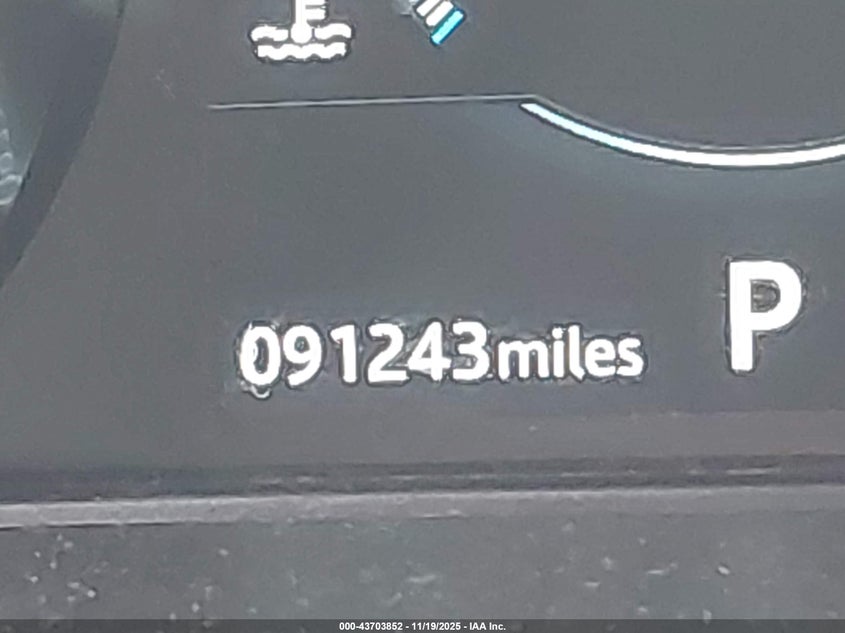 P
091243miles
000-43703852 - 11/19/2025 - IAA Inc.